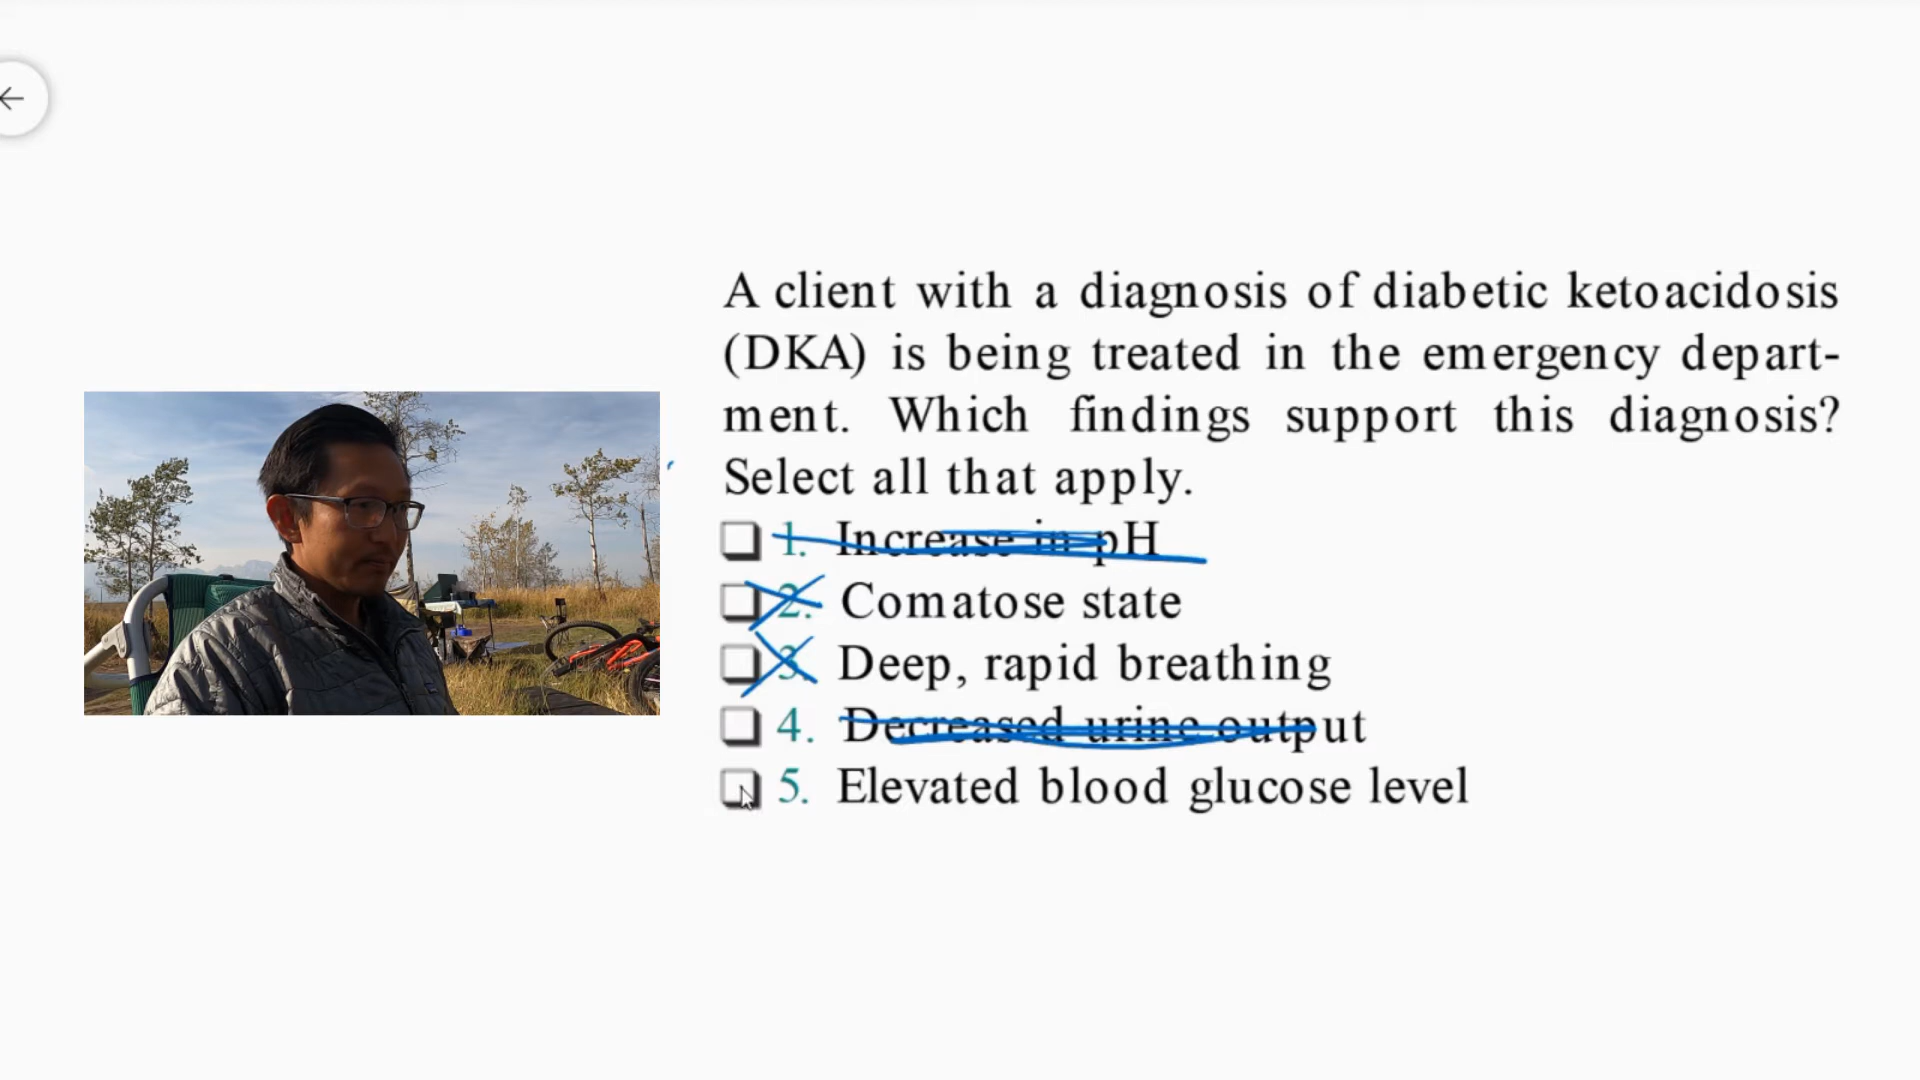 A client with a diagnosis of diabetic ketoacidosis
(DKA) is being treated in the emergency depart-
ment. Which findings support this diagnosis?
Select all that apply.
1. Increase in pH
2. Comatose state
3. Deep, rapid breathing
4. Decreased urine output
5. Elevated blood glucose level